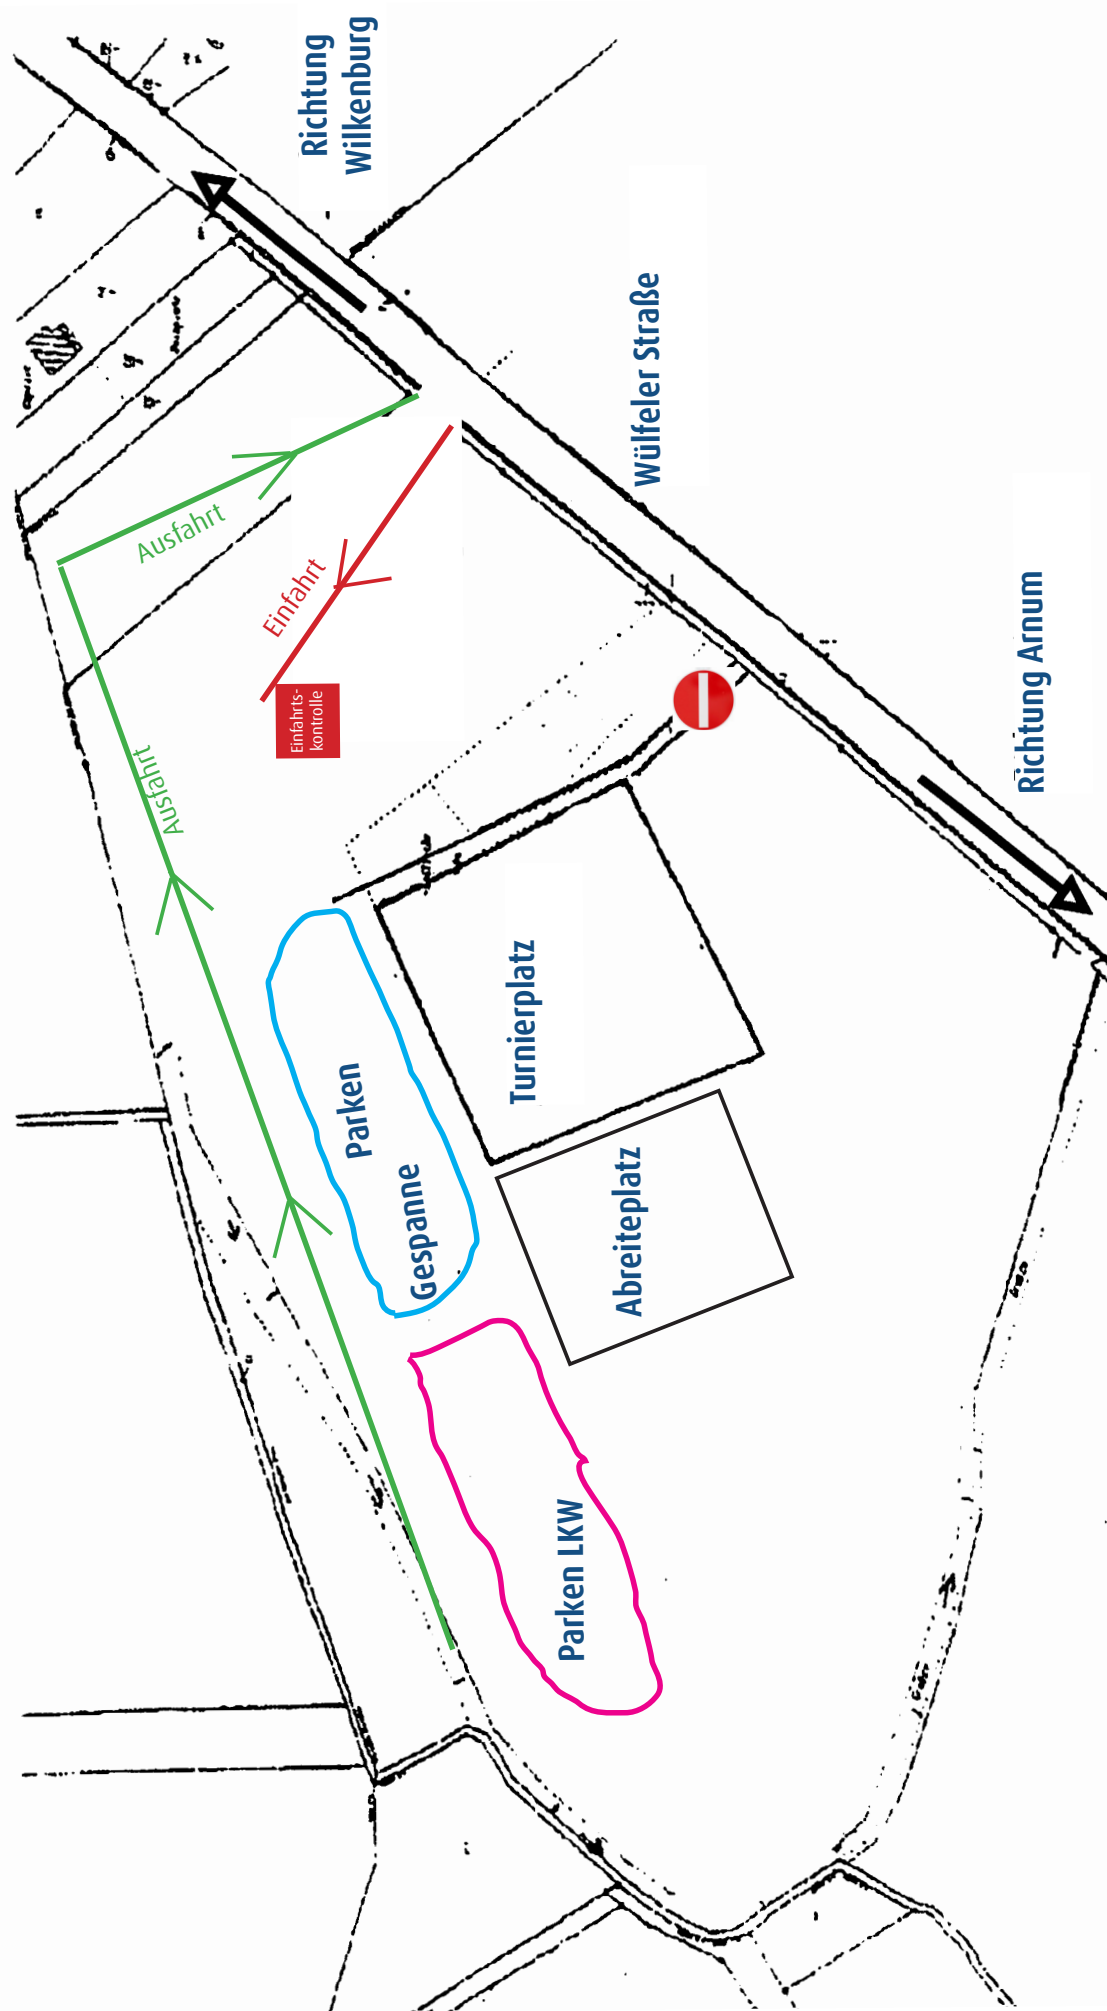 Richtung
Wilkenburg
Wülfeler Straße
Ausfahrt
Einfahrt
Einfahrts-
kontrolle
Richtung Arnum
Ausfahrt
Turnierplatz
Parken
Gespanne
Abreiteplatz
Parken LKW